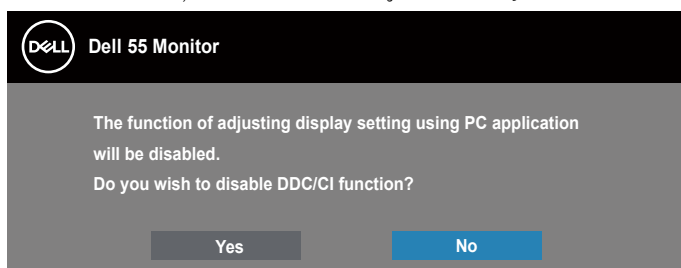 DELL
Dell 55 Monitor
The function of adjusting display setting using PC application
will be disabled.
Do you wish to disable DDC/CI function?
Yes
No